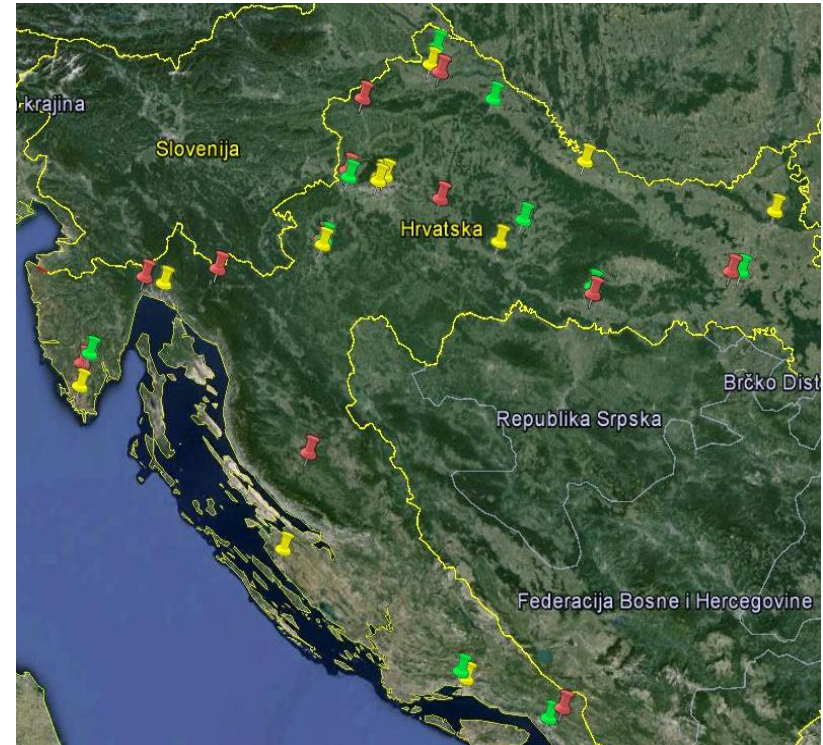 krajina
Slovenija
Hrvatska
Brčko Dist
Republika Srpska
Federacija Bosne i Hercegovine